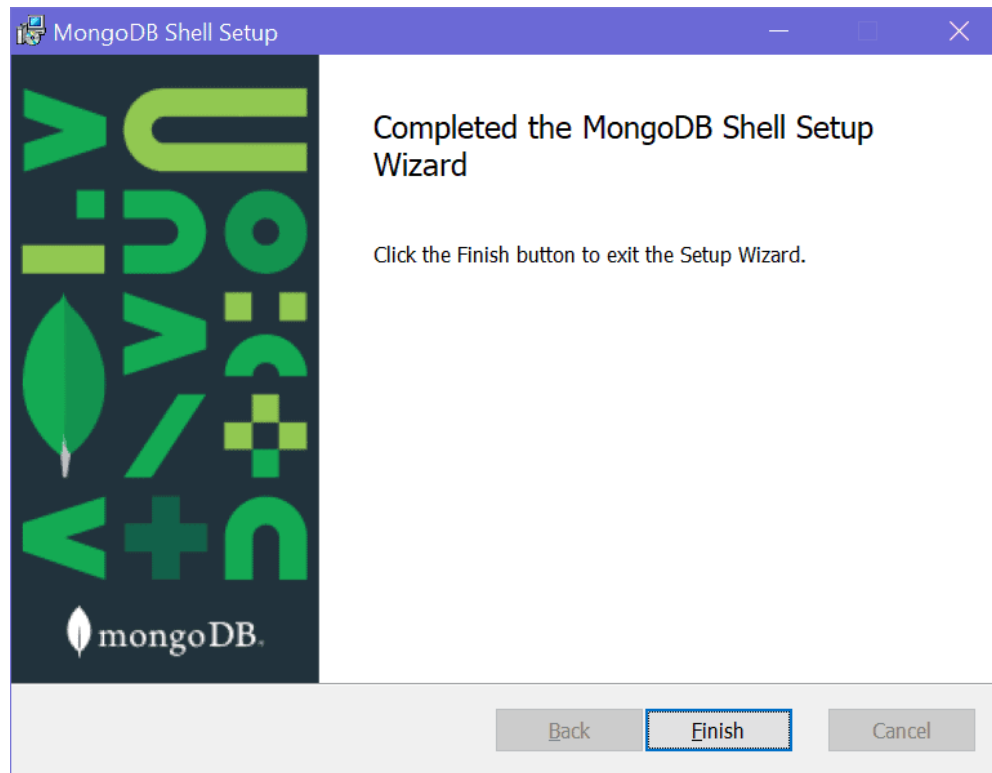 MongoDB Shell Setup
Completed the MongoDB Shell Setup
Wizard
Click the Finish button to exit the Setup Wizard.
mongoDB.
Back
Finish
Cancel